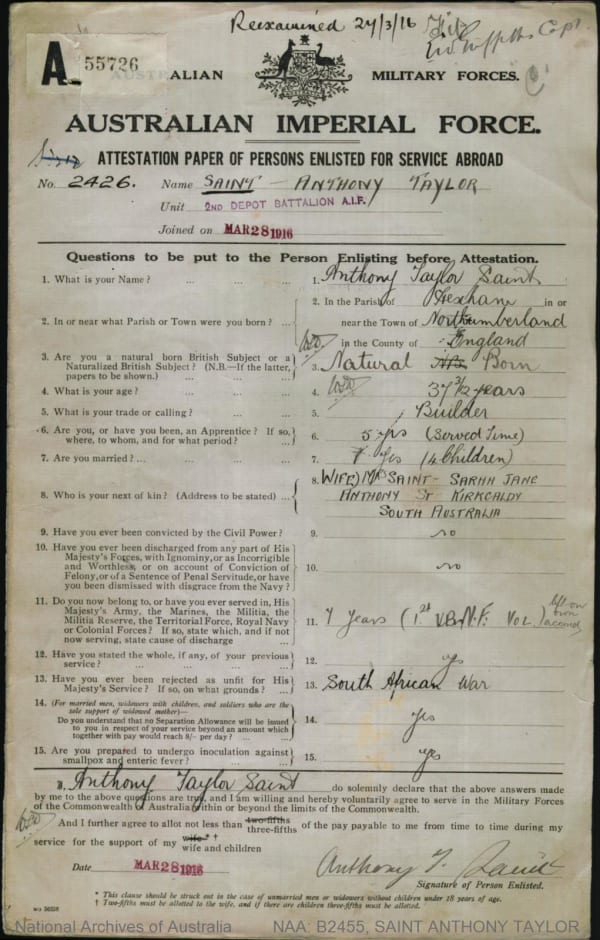 Reexamined 27/3/16 Fit
Capt
A 55726
AUSTRALIAN MILITARY FORCES.
AUSTRALIAN IMPERIAL FORCE.
ATTESTATION PAPER OF PERSONS ENLISTED FOR SERVICE ABROAD
No. 2426. Name SAINT - ANTHONY TAYLOR
Unit 2ND DEPOT BATTALION A.I.F.
Joined on MAR 28 1916
Questions to be put to the Person Enlisting before Attestation.
1. What is your Name? ... ... ... 1. Anthony Taylor Saint
2. In or near what Parish or Town were you born? ... 2. In the Parish of Hexham in or
near the Town of Northumberland
in the County of England
3. Are you a natural born British Subject or a Naturalized British Subject? (N.B.—If the latter, papers to be shown.) ... ... 3. Natural Born
4. What is your age? ... ... ... 4. 37 3/12 years
5. What is your trade or calling? ... ... 5. Builder
6. Are you, or have you been, an Apprentice? If so, where, to whom, and for what period? ... 6. 5 yrs (Served Time)
7. Are you married? ... ... ... 7. Yes (4 Children)
8. Who is your next of kin? (Address to be stated) ... 8. WIFE) MRS SAINT - SARAH JANE
ANTHONY ST KIRKCALDY
SOUTH AUSTRALIA
9. Have you ever been convicted by the Civil Power? 9. no
10. Have you ever been discharged from any part of His Majesty's Forces, with Ignominy, or as Incorrigible and Worthless, or on account of Conviction of Felony, or of a Sentence of Penal Servitude, or have you been dismissed with disgrace from the Navy? 10. no
11. Do you now belong to, or have you ever served in, His Majesty's Army, the Marines, the Militia, the Militia Reserve, the Territorial Force, Royal Navy or Colonial Forces? If so, state which, and if not now serving, state cause of discharge ... 11. 7 years (1st V.B.N.F. VOL.) left on own account
12. Have you stated the whole, if any, of your previous service? ... ... ... 12. yes
13. Have you ever been rejected as unfit for His Majesty's Service? If so, on what grounds? ... 13. South African War
14. (For married men, widowers with children, and soldiers who are the sole support of widowed mother)—
Do you understand that no Separation Allowance will be issued to you in respect of your service beyond an amount which together with pay would reach 8/- per day? ... 14. Yes
15. Are you prepared to undergo inoculation against smallpox and enteric fever? ... ... 15. yes
I, Anthony Taylor Saint do solemnly declare that the above answers made
by me to the above questions are true, and I am willing and hereby voluntarily agree to serve in the Military Forces
of the Commonwealth of Australia within or beyond the limits of the Commonwealth.
And I further agree to allot not less than two-fifths three-fifths of the pay payable to me from time to time during my
service for the support of my wife * † wife and children
Date MAR 28 1916 Anthony T. Saint
Signature of Person Enlisted.
* This clause should be struck out in the case of unmarried men or widowers without children under 18 years of age.
† Two-fifths must be allotted to the wife, and if there are children three-fifths must be allotted.
National Archives of Australia NAA: B2455, SAINT ANTHONY TAYLOR